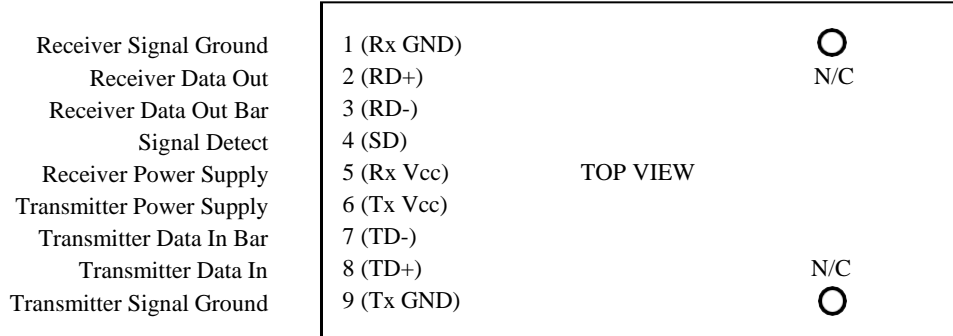 Receiver Signal Ground 1 (Rx GND)
Receiver Data Out 2 (RD+) N/C
Receiver Data Out Bar 3 (RD-)
Signal Detect 4 (SD)
Receiver Power Supply 5 (Rx Vcc) TOP VIEW
Transmitter Power Supply 6 (Tx Vcc)
Transmitter Data In Bar 7 (TD-)
Transmitter Data In 8 (TD+) N/C
Transmitter Signal Ground 9 (Tx GND)